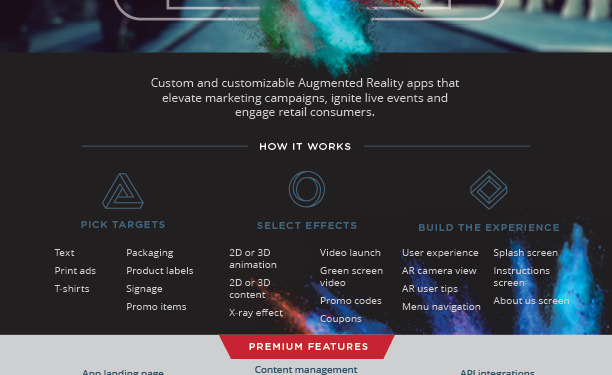 Custom and customizable Augmented Reality apps that
elevate marketing campaigns, ignite live events and
engage retail consumers.
HOW IT WORKS
PICK TARGETS
Text
Print ads
T-shirts
Packaging
Product labels
Signage
Promo items
SELECT EFFECTS
2D or 3D
animation
2D or 3D
content
X-ray effect
Video launch
Green screen
video
Promo codes
Coupons
BUILD THE EXPERIENCE
User experience
AR camera view
AR user tips
Menu navigation
Splash screen
Instructions
screen
About us screen
PREMIUM FEATURES
App landing page
Content management
API integrations